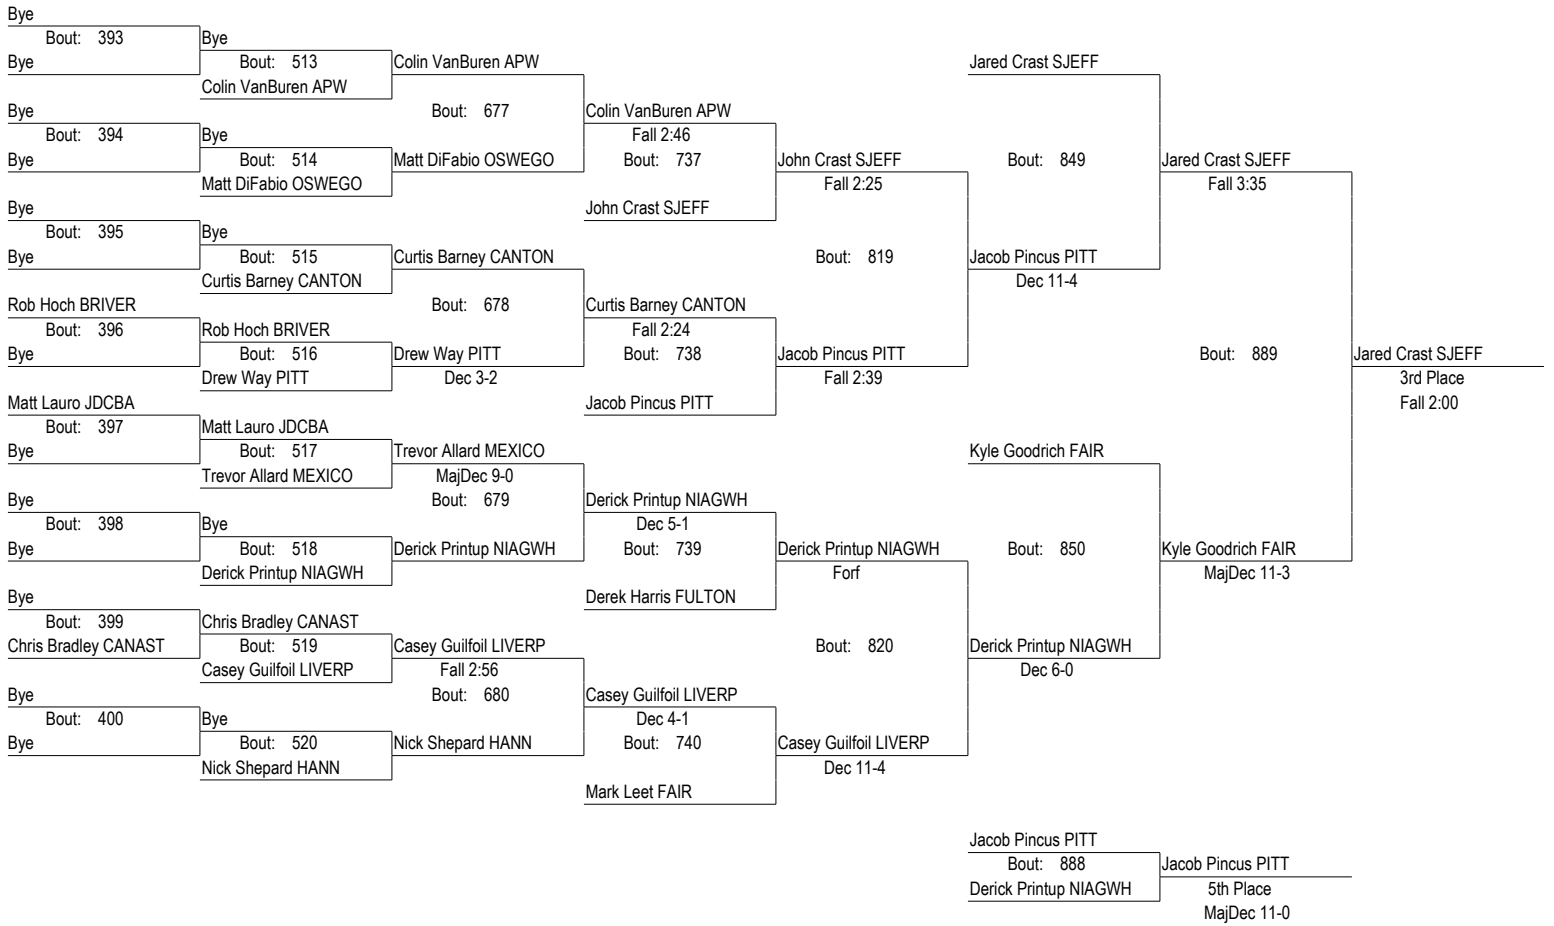 Bye
Bout: 393
Bye
Bout: 513
Bye
Colin VanBuren APW
Colin VanBuren APW
Bout: 677
Bye
Bout: 394
Bye
Bout: 514
Bye
Matt DiFabio OSWEGO
Matt DiFabio OSWEGO
Colin VanBuren APW
Fall 2:46
Bout: 737
John Crast SJEFF
John Crast SJEFF
Fall 2:25
Bye
Bout: 395
Bye
Bout: 515
Bye
Curtis Barney CANTON
Curtis Barney CANTON
Bout: 678
Rob Hoch BRIVER
Bout: 396
Rob Hoch BRIVER
Bout: 516
Bye
Drew Way PITT
Drew Way PITT
Dec 3-2
Curtis Barney CANTON
Fall 2:24
Bout: 738
Jacob Pincus PITT
Jacob Pincus PITT
Fall 2:39
Bout: 819
Jared Crast SJEFF
Bout: 849
Jacob Pincus PITT
Dec 11-4
Jared Crast SJEFF
Fall 3:35
Matt Lauro JDCBA
Bout: 397
Matt Lauro JDCBA
Bout: 517
Bye
Trevor Allard MEXICO
Trevor Allard MEXICO
MajDec 9-0
Bout: 679
Bye
Bout: 398
Bye
Bout: 518
Bye
Derick Printup NIAGWH
Derick Printup NIAGWH
Derick Printup NIAGWH
Dec 5-1
Bout: 739
Derek Harris FULTON
Derick Printup NIAGWH
Forf
Bye
Bout: 399
Chris Bradley CANAST
Chris Bradley CANAST
Bout: 519
Casey Guilfoil LIVERP
Casey Guilfoil LIVERP
Fall 2:56
Bout: 680
Bye
Bout: 400
Bye
Bye
Bout: 520
Nick Shepard HANN
Nick Shepard HANN
Casey Guilfoil LIVERP
Dec 4-1
Bout: 740
Mark Leet FAIR
Casey Guilfoil LIVERP
Dec 11-4
Bout: 820
Kyle Goodrich FAIR
Bout: 850
Derick Printup NIAGWH
Dec 6-0
Kyle Goodrich FAIR
MajDec 11-3
Bout: 889
Jared Crast SJEFF
3rd Place
Fall 2:00
Jacob Pincus PITT
Bout: 888
Derick Printup NIAGWH
Jacob Pincus PITT
5th Place
MajDec 11-0